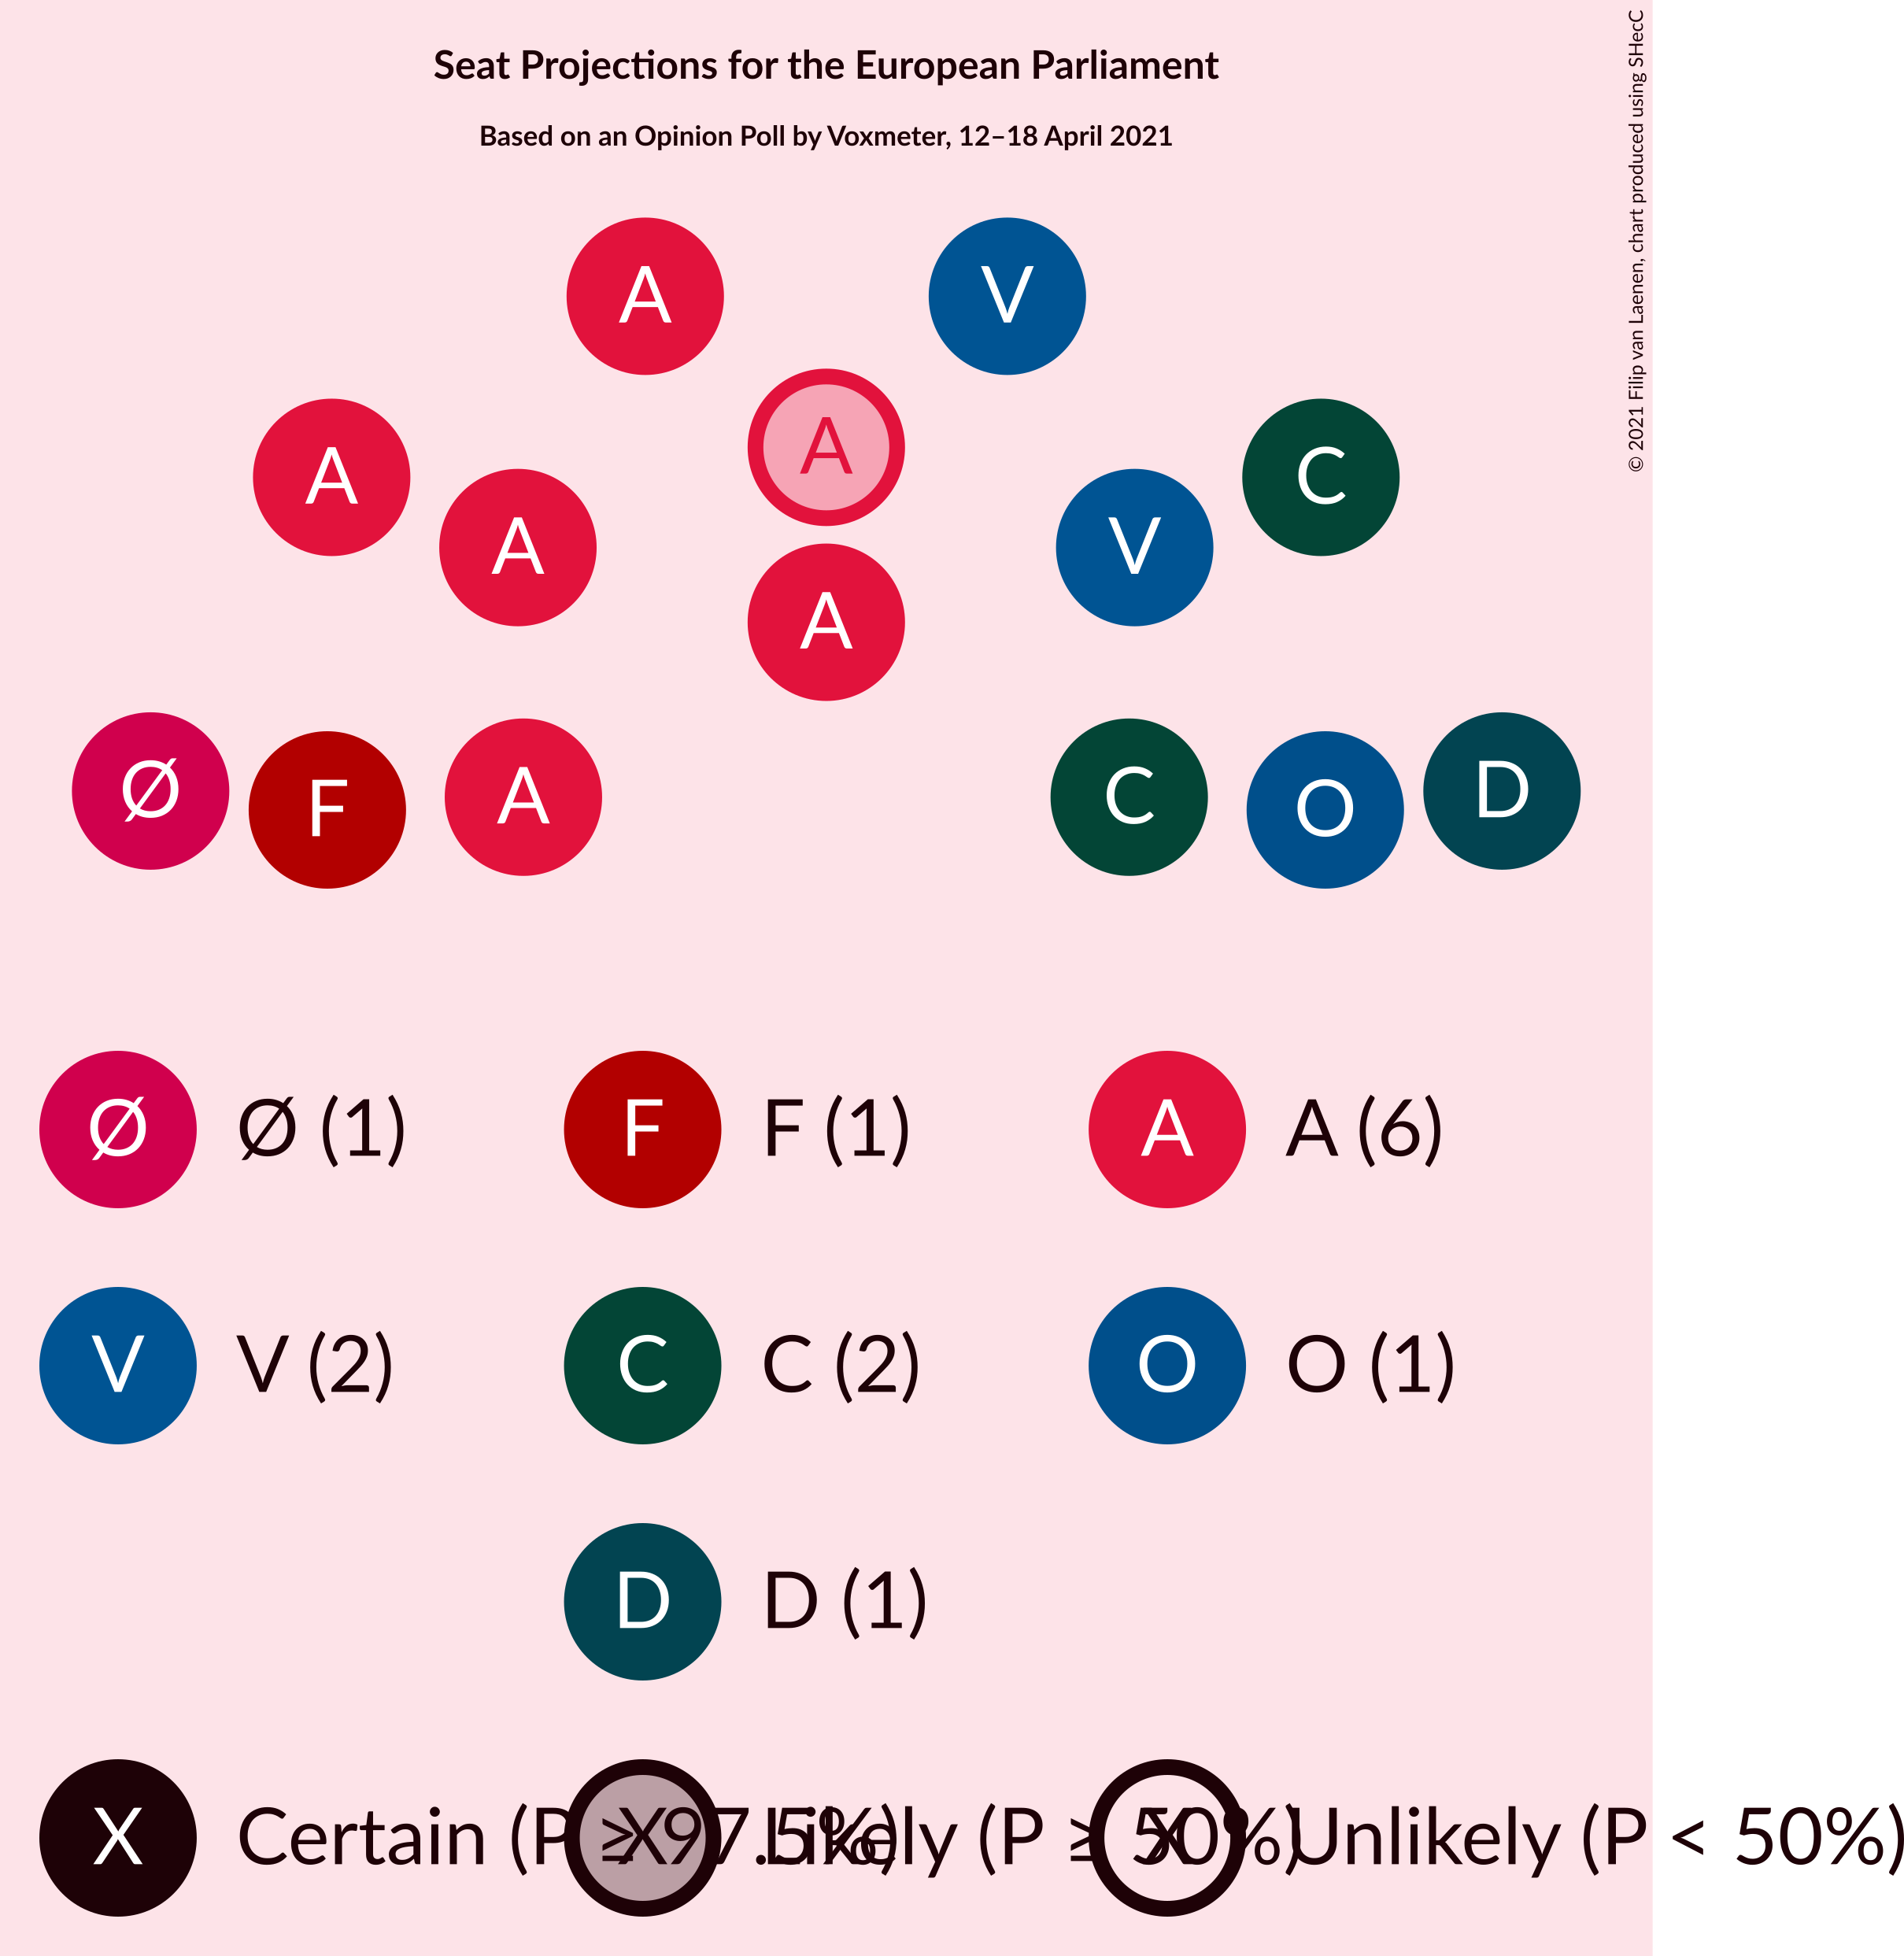 Seat Projections for the European Parliament
Based on an Opinion Poll by Voxmeter, 12–18 April 2021
© 2021 Filip van Laenen, chart produced using SHecC
A V
A
A C
A V
A
Ø D
F A C O
Ø Ø (1) F F (1) A A (6)
V V (2) C C (2) O O (1)
D D (1)
X Certain (P ≥ 97.5%) X Likely (P ≥ 50%) X Unlikely (P < 50%)